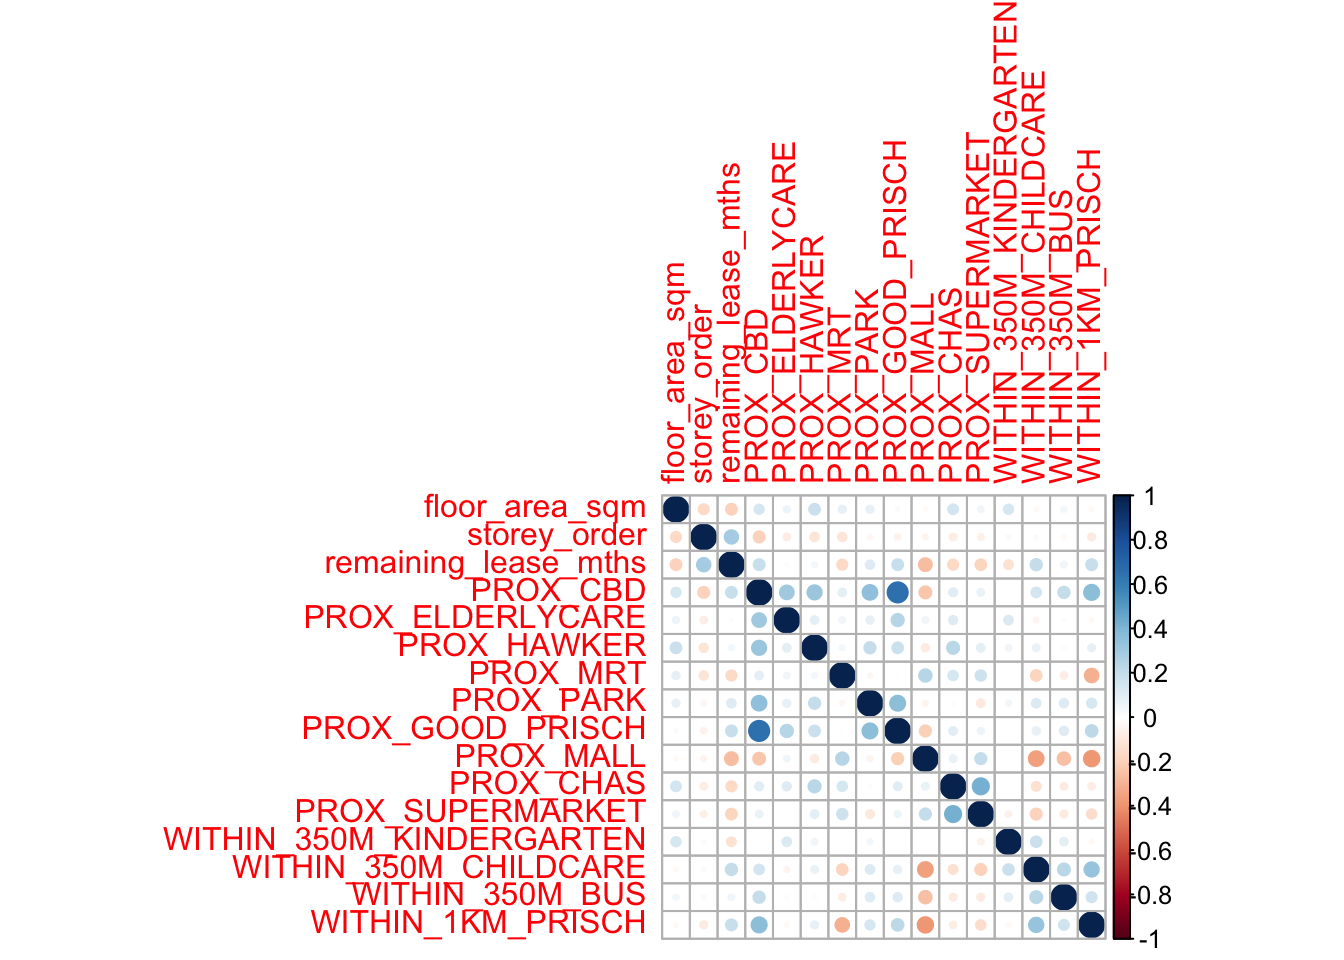 floor_area_sqm
storey_order
remaining_lease_mths
PROX_CBD
PROX_ELDERLYCARE
PROX_HAWKER
PROX_MRT
PROX_PARK
PROX_GOOD_PRISCH
PROX_MALL
PROX_CHAS
PROX_SUPERMARKET
WITHIN_350M_KINDERGARTEN
WITHIN_350M_CHILDCARE
WITHIN_350M_BUS
WITHIN_1KM_PRISCH
floor_area_sqm
storey_order
remaining_lease_mths
PROX_CBD
PROX_ELDERLYCARE
PROX_HAWKER
PROX_MRT
PROX_PARK
PROX_GOOD_PRISCH
PROX_MALL
PROX_CHAS
PROX_SUPERMARKET
WITHIN_350M_KINDERGARTEN
WITHIN_350M_CHILDCARE
WITHIN_350M_BUS
WITHIN_1KM_PRISCH
1
0.8
0.6
0.4
0.2
0
-0.2
-0.4
-0.6
-0.8
-1